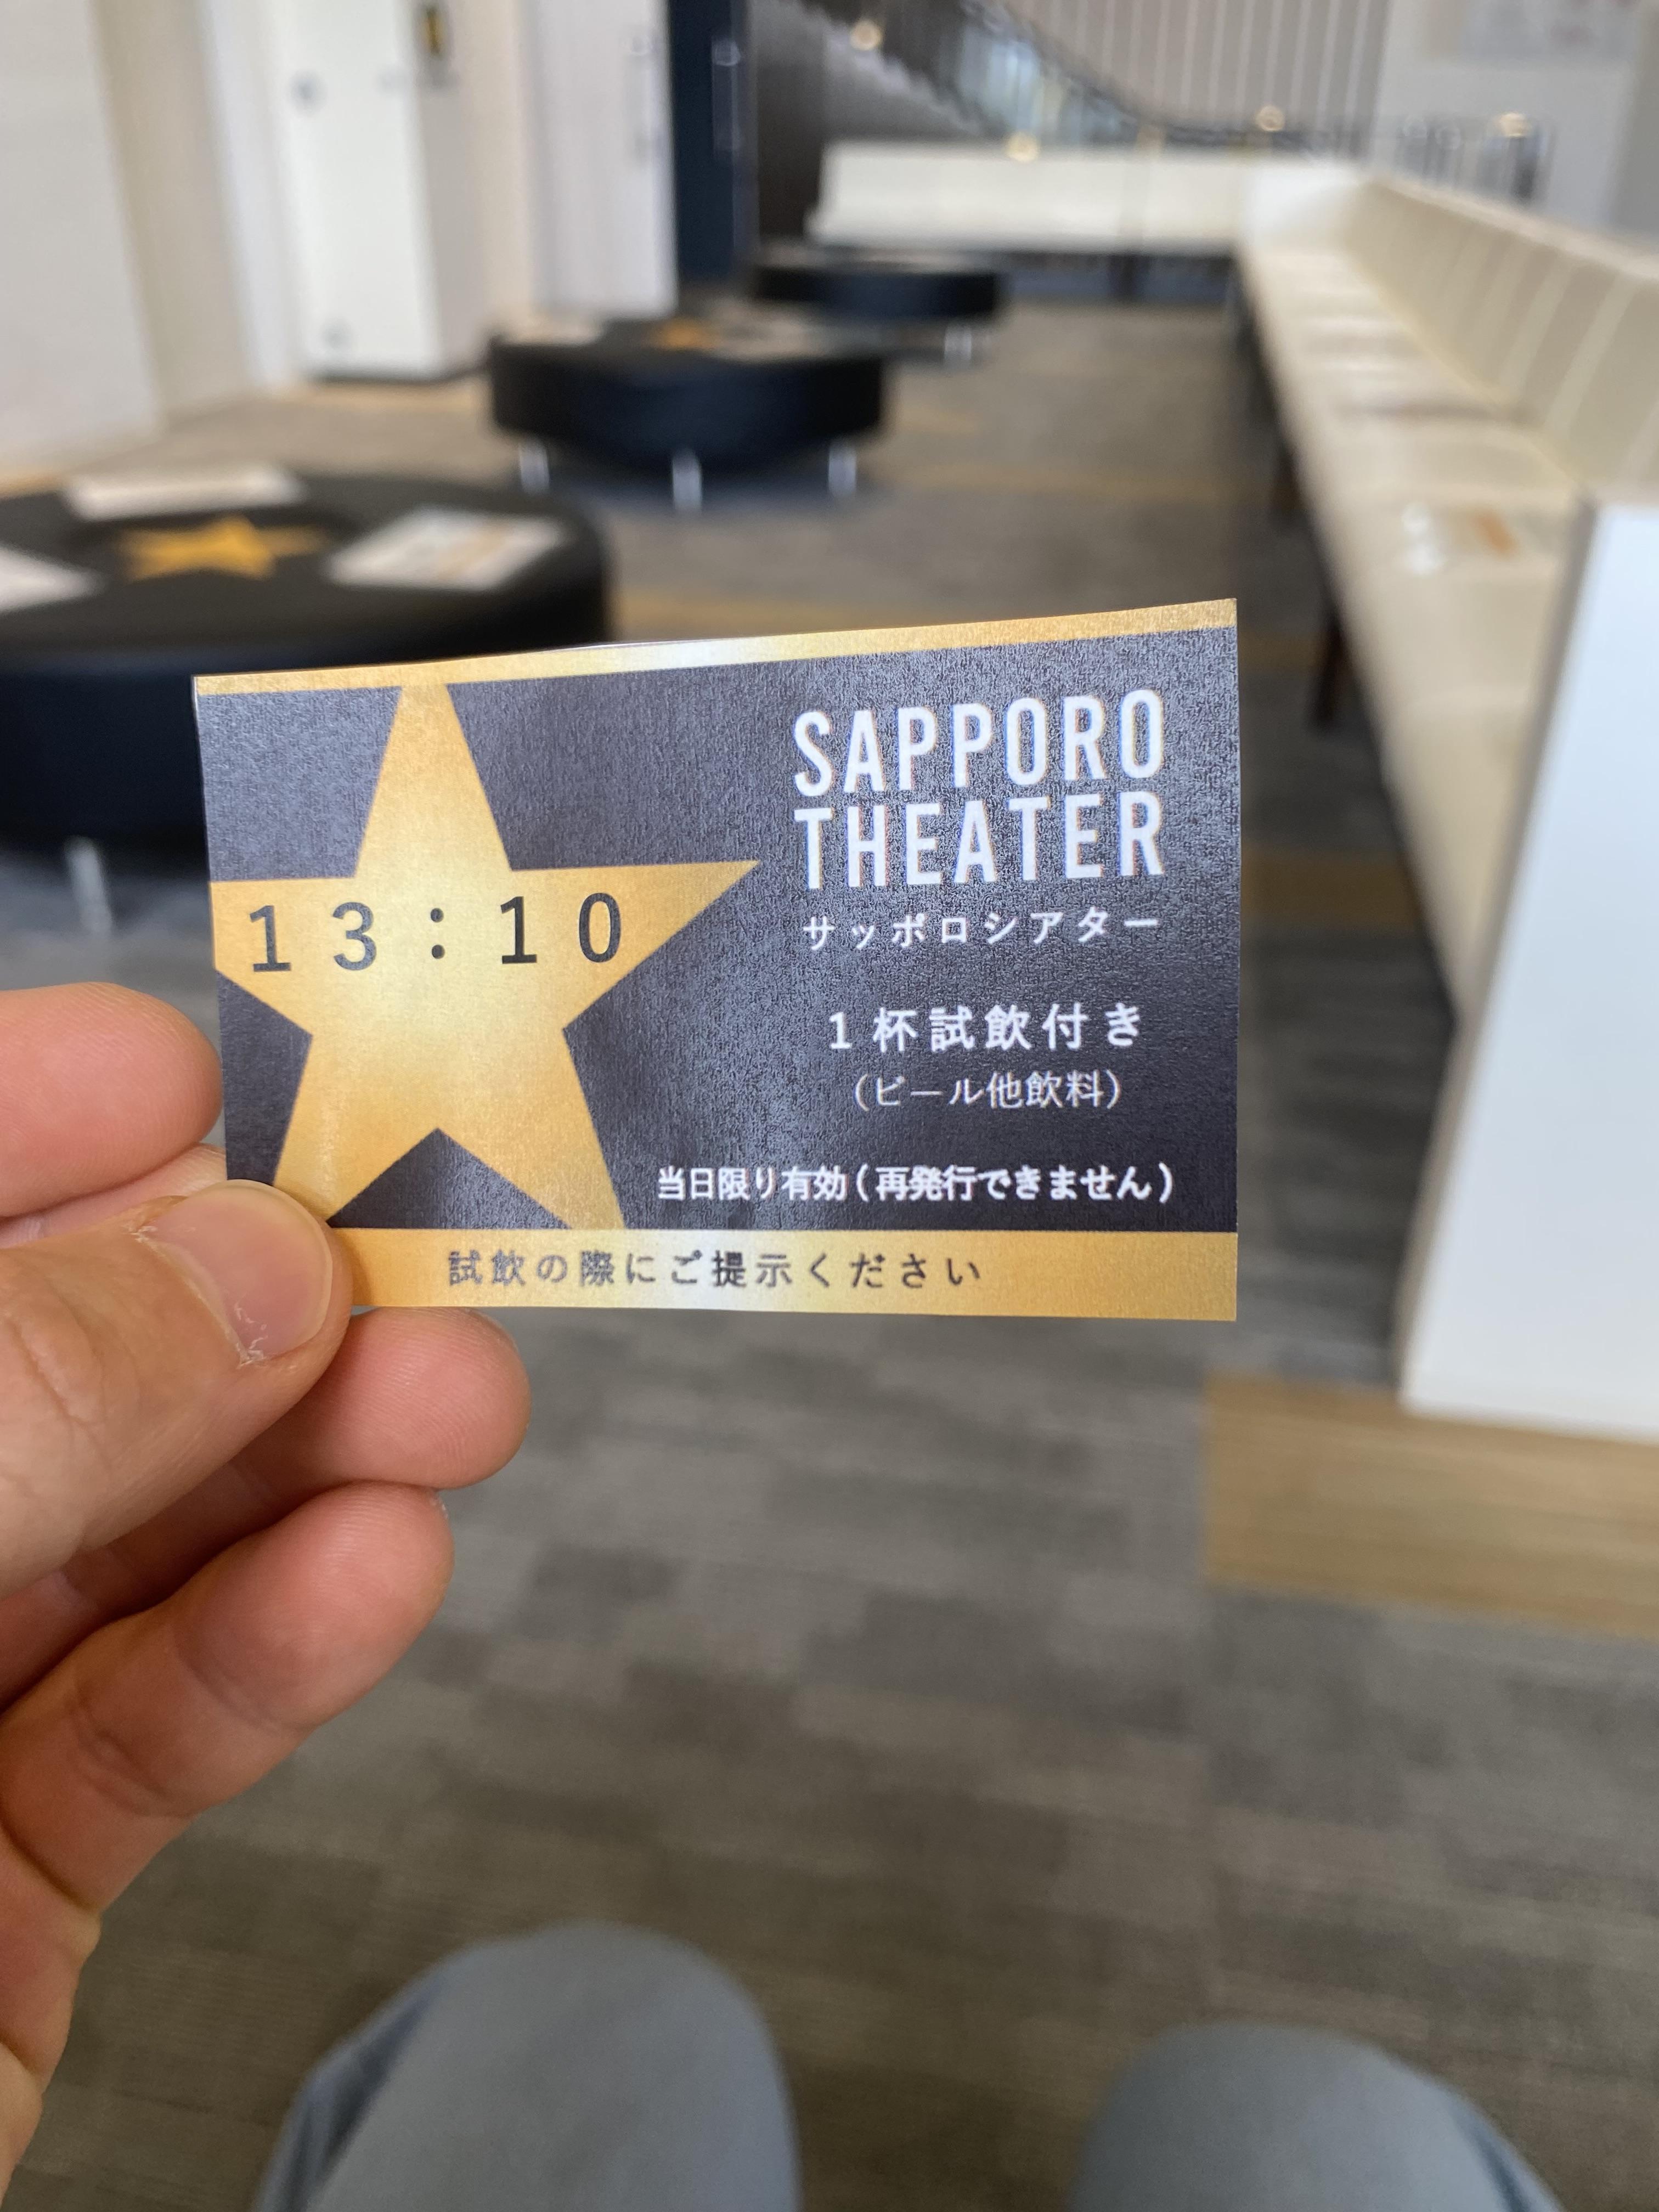 SAPPORO
THEATER
サッポロシアター
13:10
1杯試飲付き
(ビール他飲料)
当日限り有効(再発行できません)
試飲の際にご提示ください